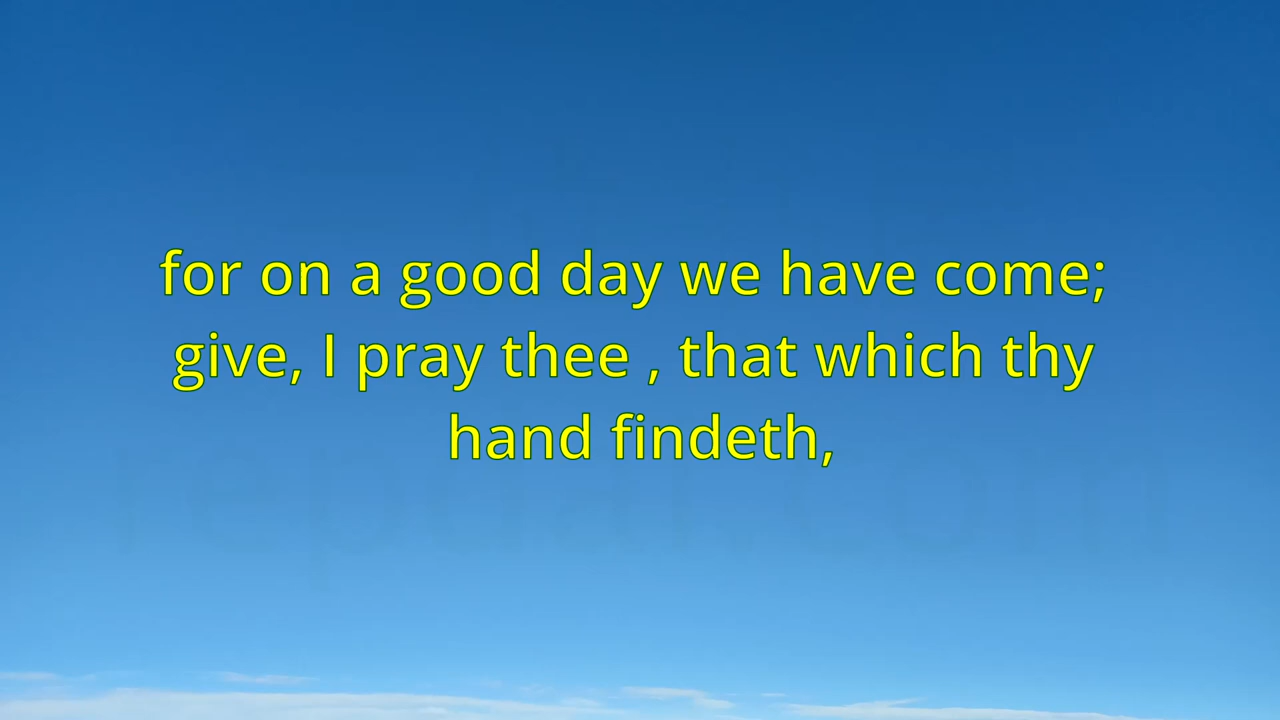 for on a good day we have come;
give, I pray thee , that which thy
hand findeth,